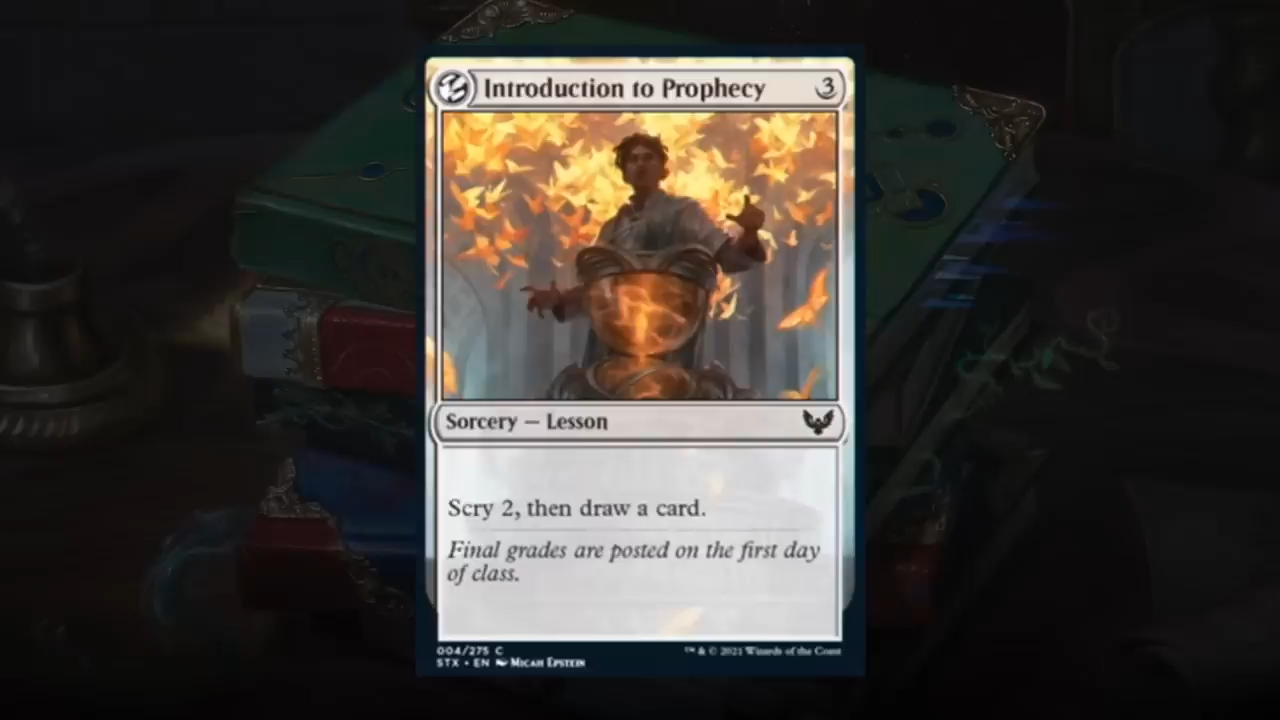 Introduction to Prophecy 3
Sorcery — Lesson
Scry 2, then draw a card.
Final grades are posted on the first day
of class.
004/275 C
STX • EN Micah Epstein
™ & © 2021 Wizards of the Coast